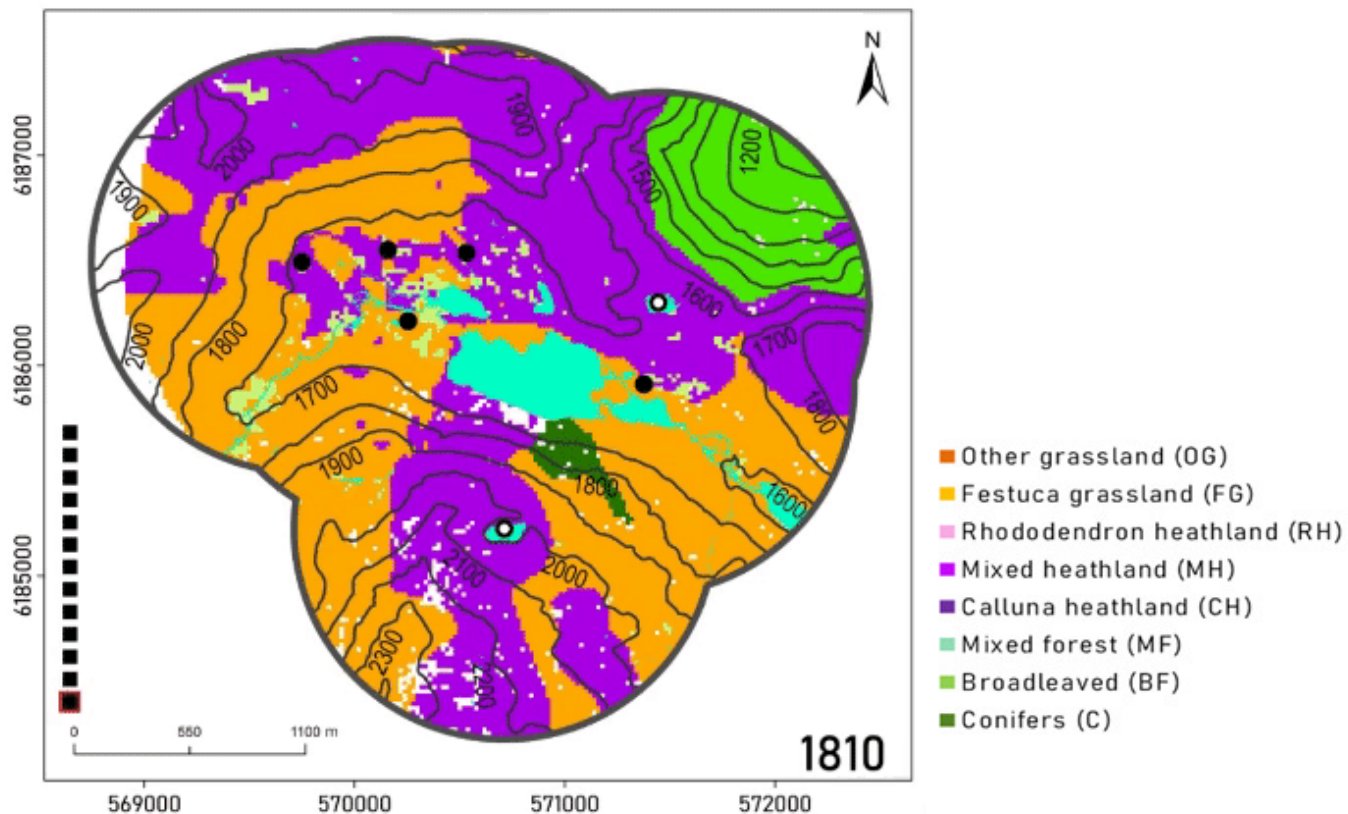 N
6187000
6186000
6185000
1900
2000
1900
1200
1500
1600
2000
1800
1700
1700
1800
1900
1800
1600
2100
2000
2300
2200
0 550 1100 m
1810
569000 570000 571000 572000
Other grassland (OG)
Festuca grassland (FG)
Rhododendron heathland (RH)
Mixed heathland (MH)
Calluna heathland (CH)
Mixed forest (MF)
Broadleaved (BF)
Conifers (C)